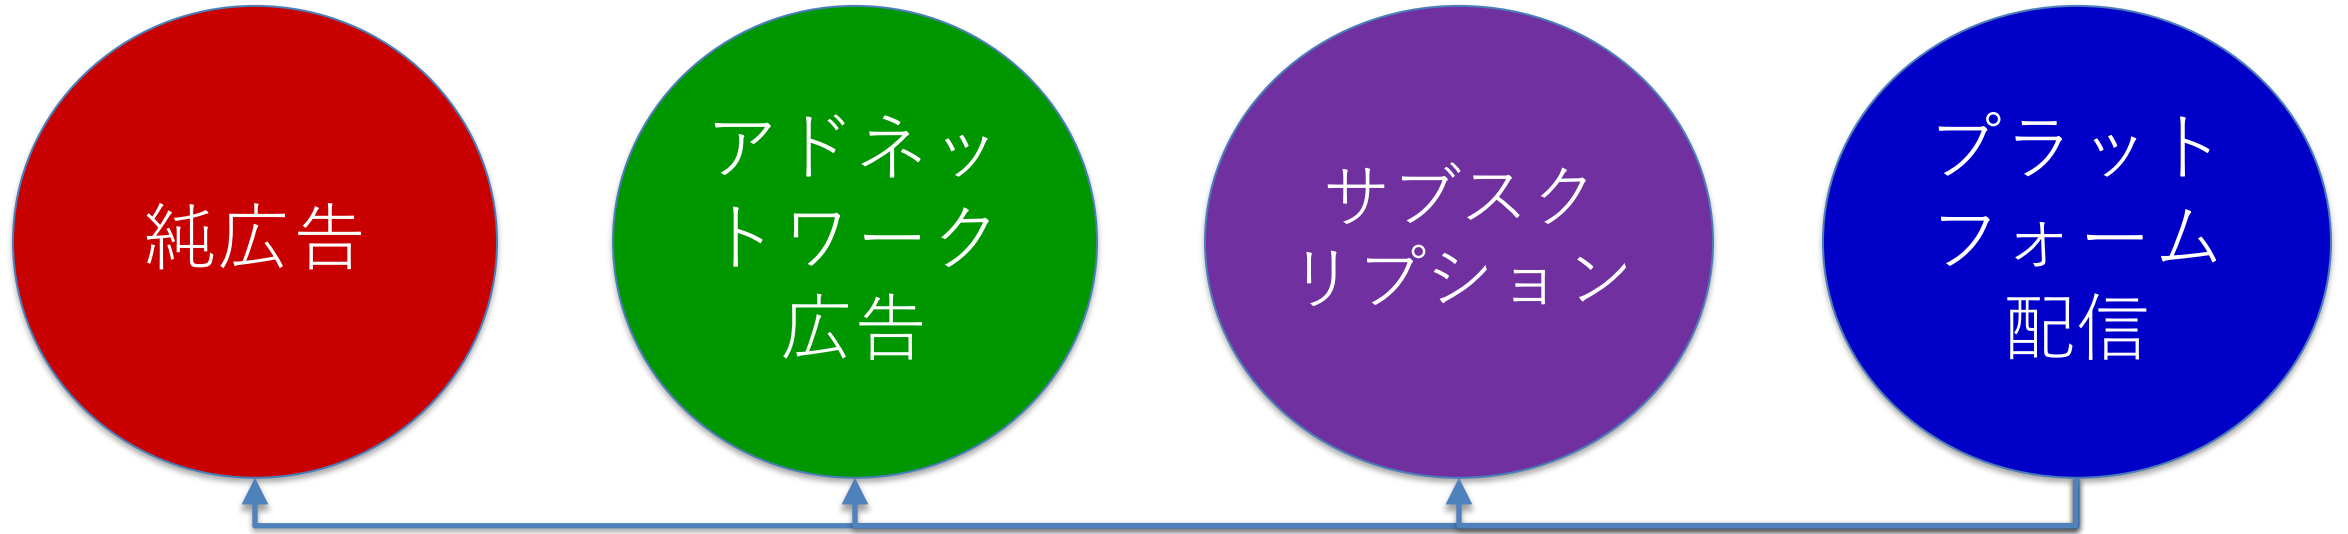 純広告
アドネッ
トワーク
広告
サブスク
リプション
プラット
フォーム
配信